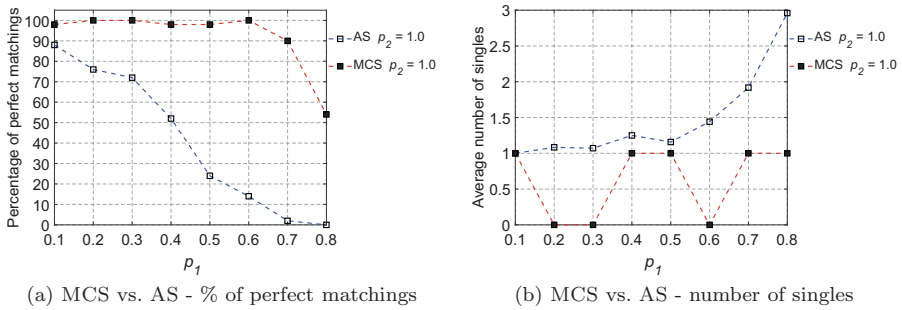 100
90
80
70
60
50
40
30
20
10
0
0.1 0.2 0.3 0.4 0.5 0.6 0.7 0.8
Percentage of perfect matchings
p1
AS p2 = 1.0
MCS p2 = 1.0
(a) MCS vs. AS - % of perfect matchings
3
2.5
2
1.5
1
0.5
0
0.1 0.2 0.3 0.4 0.5 0.6 0.7 0.8
Average number of singles
p1
AS p2 = 1.0
MCS p2 = 1.0
(b) MCS vs. AS - number of singles